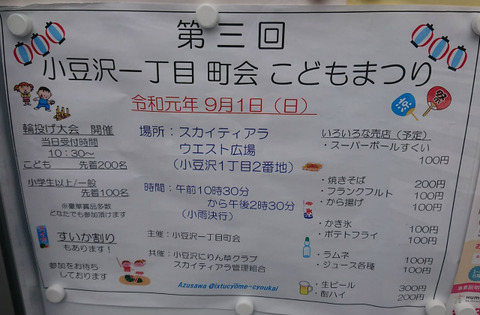 第三回
小豆沢一丁目 町会 こどもまつり
令和元年 9月1日（日）
輪投げ大会 開催
当日受付時間
10：30～
こども 先着200名
小学生以上/一般
先着100名
※豪華賞品多数
どなたでも参加頂けます
すいか割り
もあります！
参加をお待ち
しております
場所：スカイティアラ
ウエスト広場
（小豆沢1丁目2番地）
時間：午前10時30分
から午後2時30分
（小雨決行）
主催：小豆沢一丁目町会
共催：小豆沢にりん草クラブ
スカイティアラ管理組合
いろいろな売店（予定）
・スーパーボールすくい
100円
・焼きそば 200円
・フランクフルト 100円
・から揚げ 100円
・かき氷 100円
・ポテトフライ 100円
・ラムネ 100円
・ジュース各種 100円
・生ビール 300円
・酎ハイ 200円